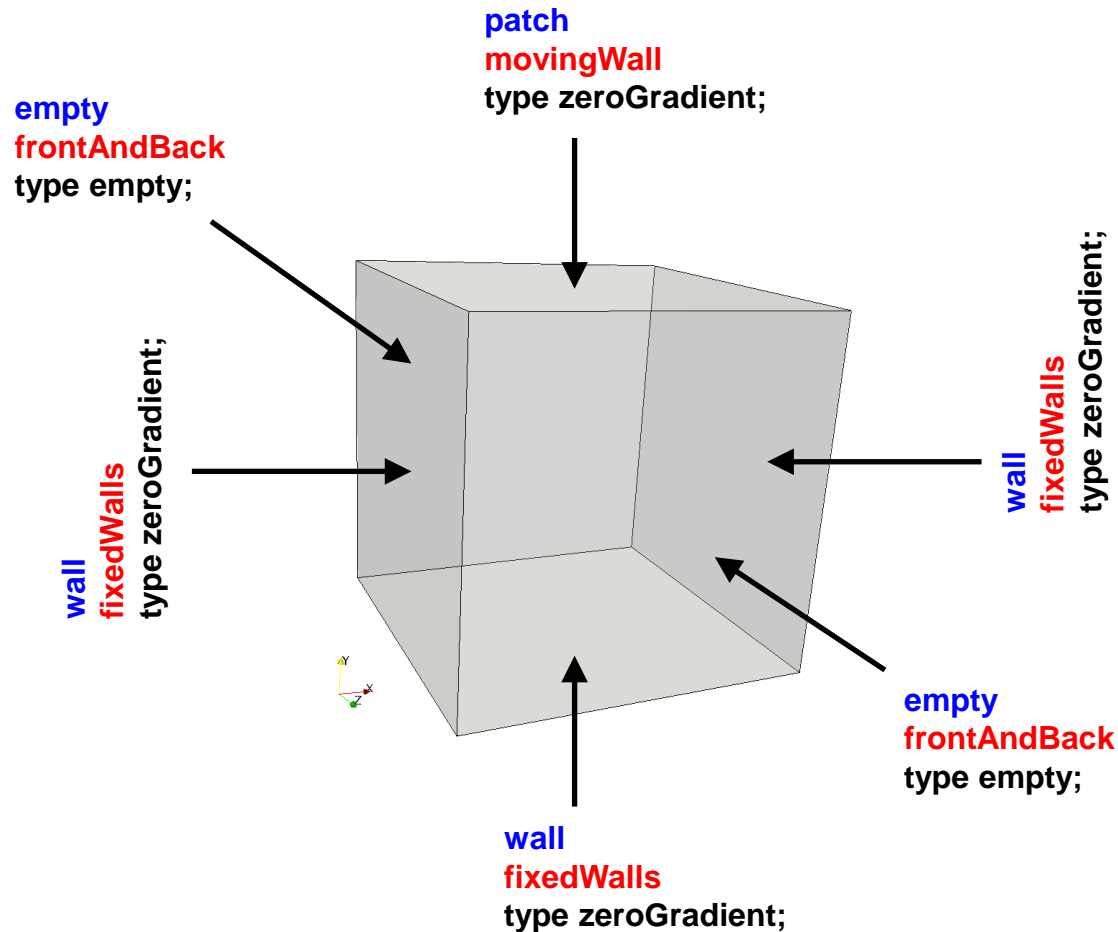 patch
movingWall
type zeroGradient;
empty
frontAndBack
type empty;
wall
fixedWalls
type zeroGradient;
wall
fixedWalls
type zeroGradient;
Y
X
Z
empty
frontAndBack
type empty;
wall
fixedWalls
type zeroGradient;